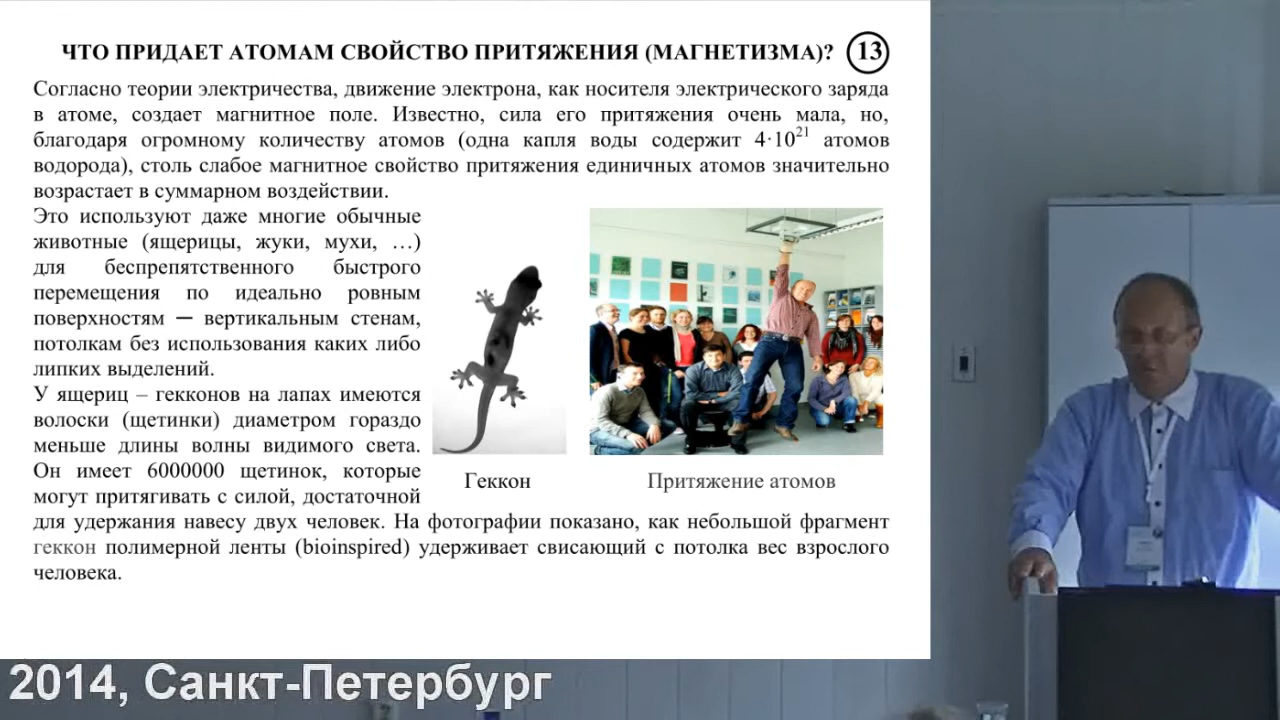 ЧТО ПРИДАЕТ АТОМАМ СВОЙСТВО ПРИТЯЖЕНИЯ (МАГНЕТИЗМА)? 13
Согласно теории электричества, движение электрона, как носителя электрического заряда
в атоме, создает магнитное поле. Известно, сила его притяжения очень мала, но,
благодаря огромному количеству атомов (одна капля воды содержит 4·10²¹ атомов
водорода), столь слабое магнитное свойство притяжения единичных атомов значительно
возрастает в суммарном воздействии.
Это используют даже многие обычные
животные (ящерицы, жуки, мухи, …)
для беспрепятственного быстрого
перемещения по идеально ровным
поверхностям ─ вертикальным стенам,
потолкам без использования каких либо
липких выделений.
У ящериц – гекконов на лапах имеются
волоски (щетинки) диаметром гораздо
меньше длины волны видимого света.
Он имеет 6000000 щетинок, которые
могут притягивать с силой, достаточной
Геккон
Притяжение атомов
для удержания навесу двух человек. На фотографии показано, как небольшой фрагмент
геккон полимерной ленты (bioinspired) удерживает свисающий с потолка вес взрослого
человека.
2014, Санкт-Петербург